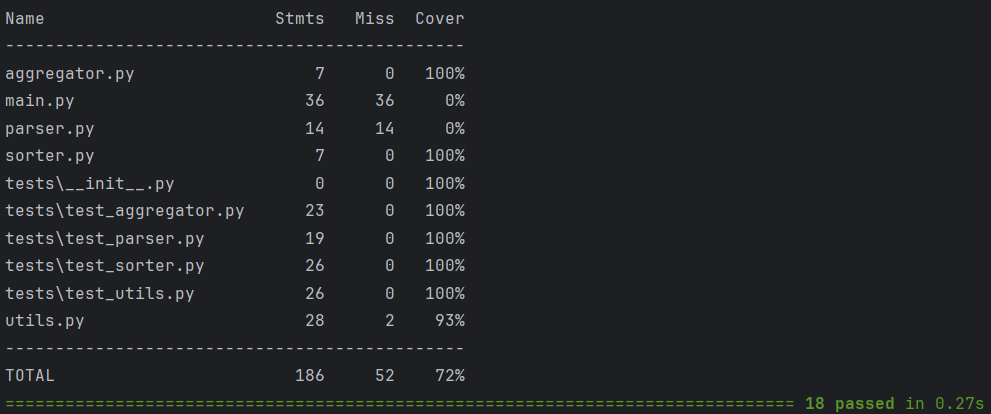 Name                       Stmts   Miss  Cover
----------------------------------------------
aggregator.py                  7      0   100%
main.py                       36     36     0%
parser.py                     14     14     0%
sorter.py                      7      0   100%
tests\__init__.py              0      0   100%
tests\test_aggregator.py      23      0   100%
tests\test_parser.py          19      0   100%
tests\test_sorter.py          26      0   100%
tests\test_utils.py           26      0   100%
utils.py                      28      2    93%
----------------------------------------------
TOTAL                        186     52    72%
=============================================================================== 18 passed in 0.27s